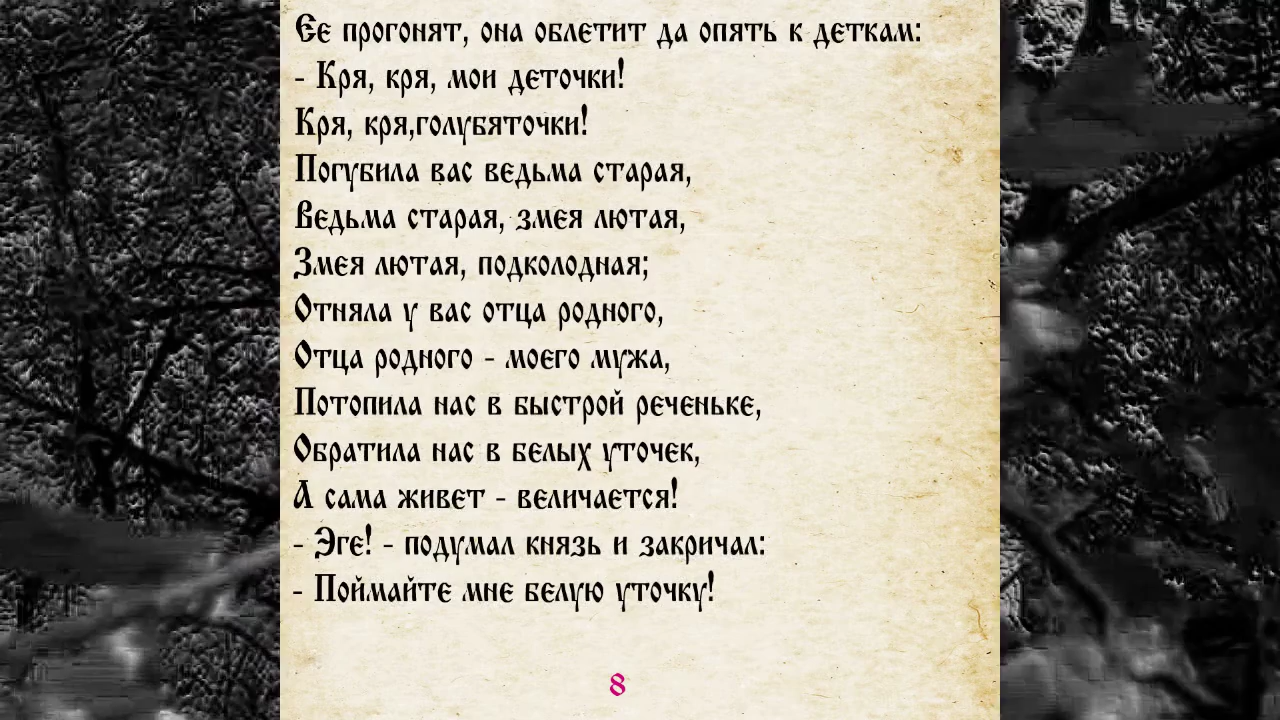 Ее прогонят, она облетит да опять к деткам:
- Кря, кря, мои деточки!
Кря, кря,голубяточки!
Погубила вас ведьма старая,
Ведьма старая, змея лютая,
Змея лютая, подколодная;
Отняла у вас отца родного,
Отца родного - моего мужа,
Потопила нас в быстрой реченьке,
Обратила нас в белых уточек,
А сама живет - величается!
- Эге! - подумал князь и закричал:
- Поймайте мне белую уточку!
8